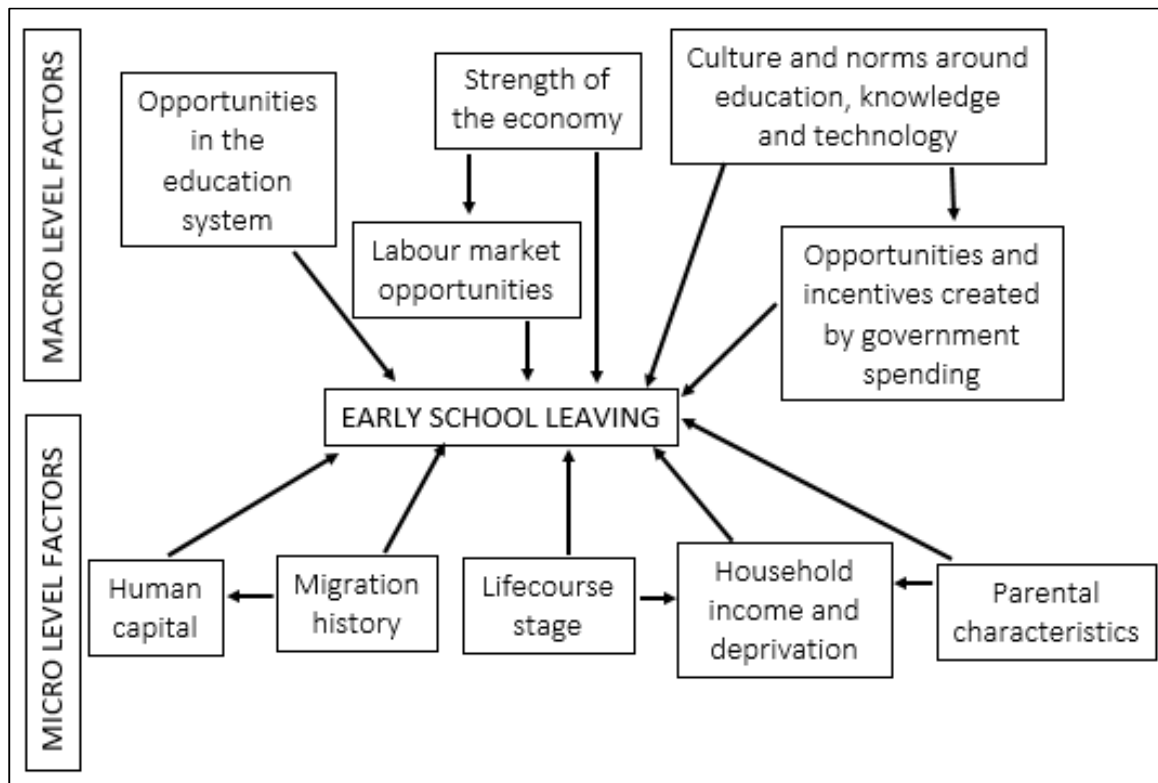 MACRO LEVEL FACTORS
Opportunities
in the
education
system
Strength of
the economy
Culture and norms around
education, knowledge
and technology
Labour market
opportunities
Opportunities and
incentives created
by government
spending
EARLY SCHOOL LEAVING
MICRO LEVEL FACTORS
Human
capital
Migration
history
Lifecourse
stage
Household
income and
deprivation
Parental
characteristics